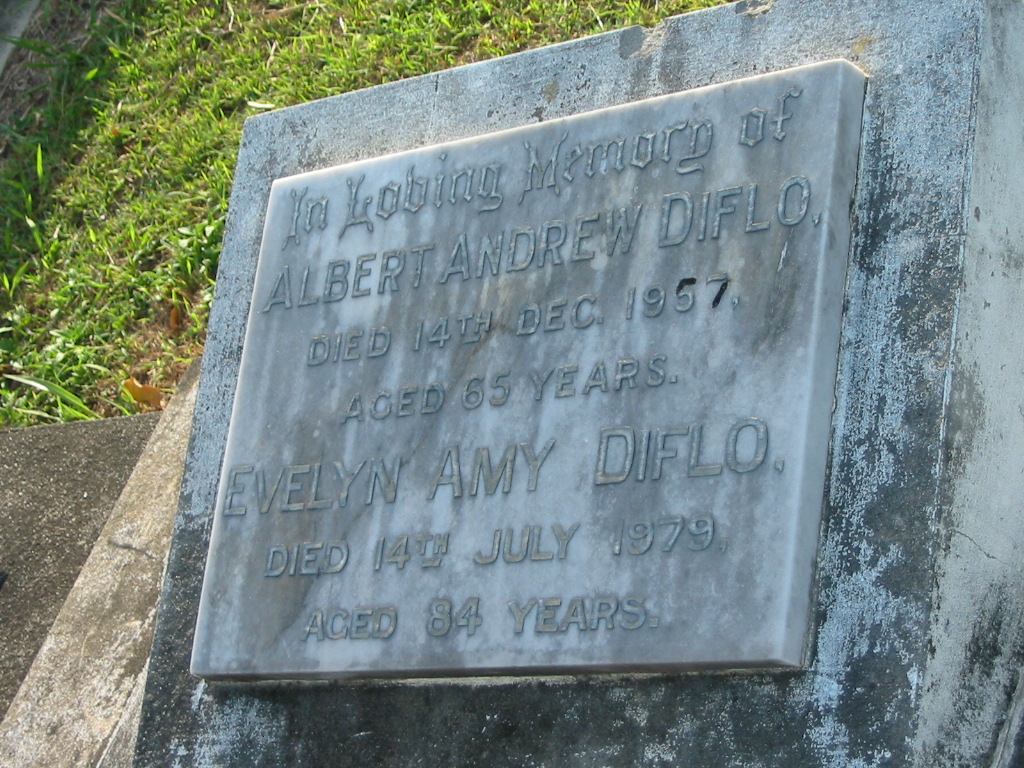 In Loving Memory of
ALBERT ANDREW DIFLO,
DIED 14TH DEC. 1957,
AGED 65 YEARS.
EVELYN AMY DIFLO,
DIED 14TH JULY 1979,
AGED 84 YEARS.